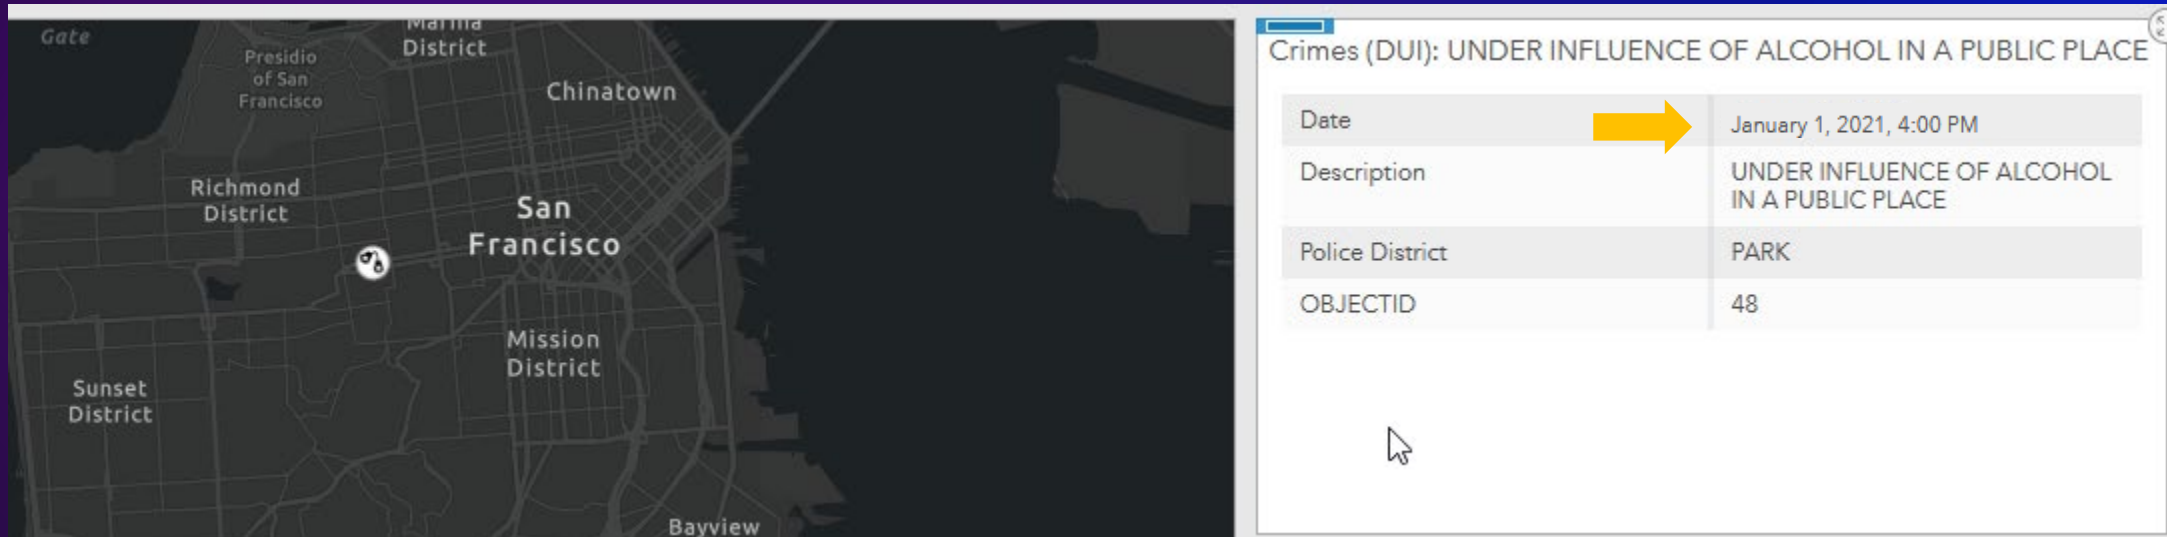 Gate
Presidio
of San
Francisco
Marina
District
Chinatown
Richmond
District
San
Francisco
Mission
District
Sunset
District
Bayview
Crimes (DUI): UNDER INFLUENCE OF ALCOHOL IN A PUBLIC PLACE
Date January 1, 2021, 4:00 PM
Description UNDER INFLUENCE OF ALCOHOL
IN A PUBLIC PLACE
Police District PARK
OBJECTID 48